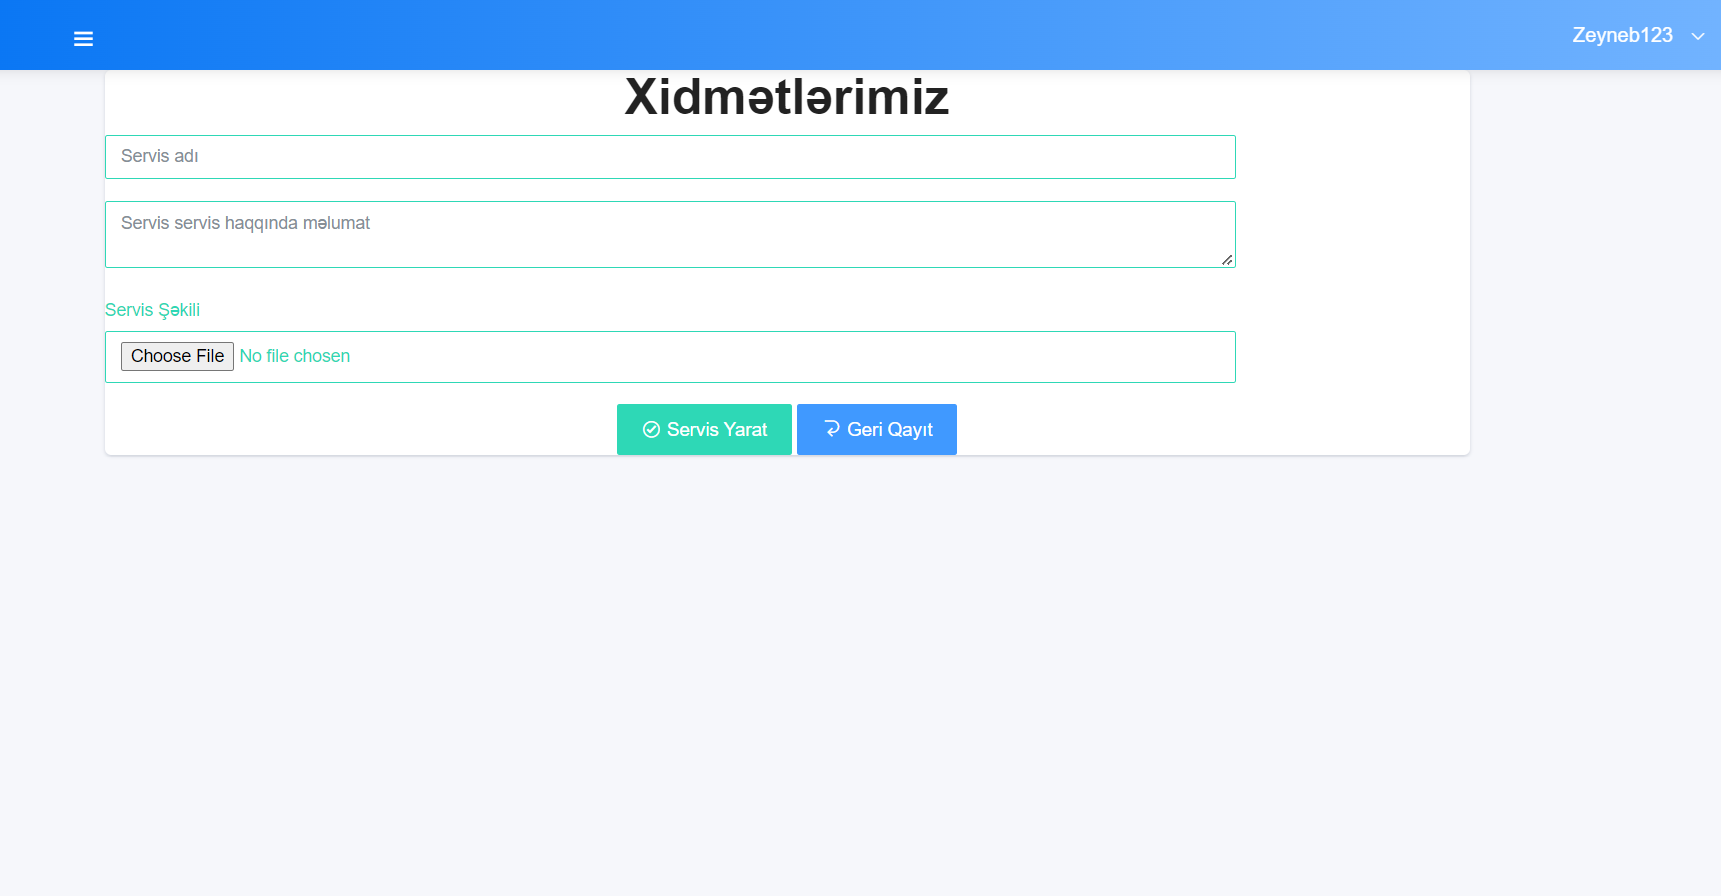 Zeyneb123
Xidmətlərimiz
Servis adı
Servis servis haqqında məlumat
Servis Şəkili
Choose File No file chosen
Servis Yarat Geri Qayıt